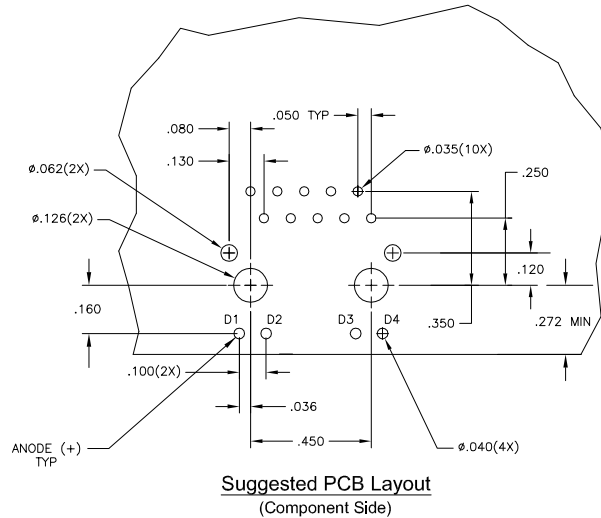 .050 TYP
.080
.130
ø.035(10X)
ø.062(2X)
.250
ø.126(2X)
.120
.160
.350
.272 MIN
D1 D2 D3 D4
.100(2X)
.036
ANODE (+)
TYP
.450
ø.040(4X)
Suggested PCB Layout
(Component Side)